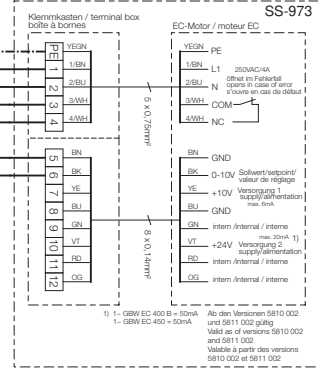 SS-973
Klemmkasten / terminal box
boîte à bornes
EC-Motor / moteur EC
PE YEGN YEGN PE
1 1/BN 1/BN L1 250VAC/4A
2 2/BU 2/BU N öffnet im Fehlerfall
opens in case of error
s'ouvre en cas de défaut
3 3/WH 3/WH COM
4 4/WH 4/WH NC
5 x 0,75mm²
5 BN BN GND
6 BK BK 0-10V Sollwert/setpoint/
valeur de réglage
7 YE YE +10V Versorgung 1
supply/alimentation
max. 6mA
8 BU BU GND
9 GN GN intern /internal / interne
max. 20mA 1)
10 VT VT +24V Versorgung 2
supply/alimentation
11 RD RD intern /internal / interne
12 OG OG intern /internal / interne
8 x 0,14mm²
1) 1~ GBW EC 400 B = 50mA
1~ GBW EC 450 = 50mA
Ab den Versionen 5810 002
und 5811 002 gültig
Valid as of versions 5810 002
and 5811 002
Valable à partir des versions
5810 002 et 5811 002